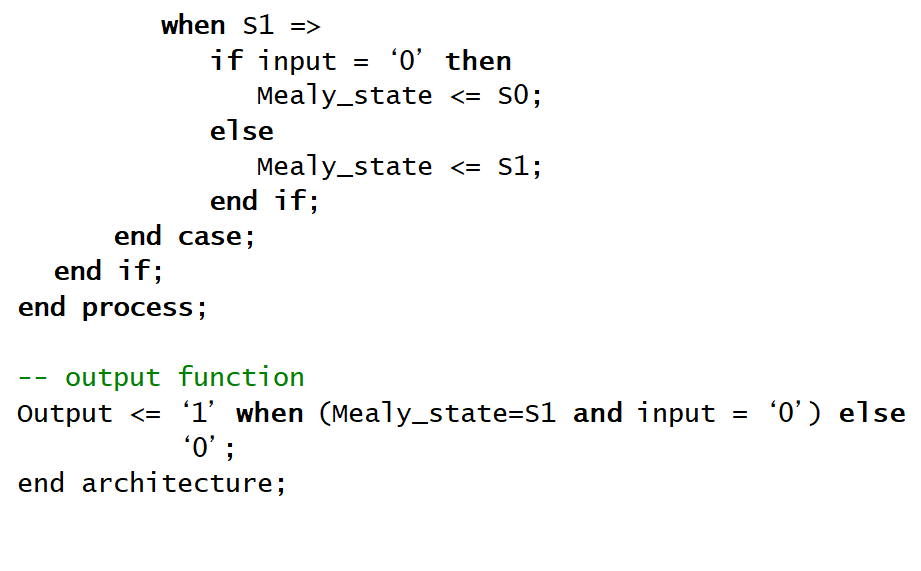 when S1 =>
if input = ‘0’ then
Mealy_state <= S0;
else
Mealy_state <= S1;
end if;
end case;
end if;
end process;
-- output function
Output <= ‘1’ when (Mealy_state=S1 and input = ‘0’) else
‘0’;
end architecture;